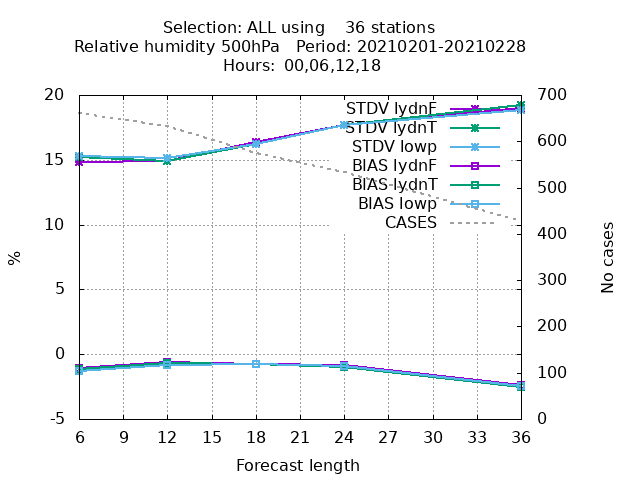 Selection: ALL using    36 stations
Relative humidity 500hPa   Period: 20210201-20210228
Hours: 00,06,12,18
20
15
10
5
0
-5
%
700
600
500
400
300
200
100
0
No cases
STDV lydnF
STDV lydnT
STDV lowp
BIAS lydnF
BIAS lydnT
BIAS lowp
CASES
6 9 12 15 18 21 24 27 30 33 36
Forecast length